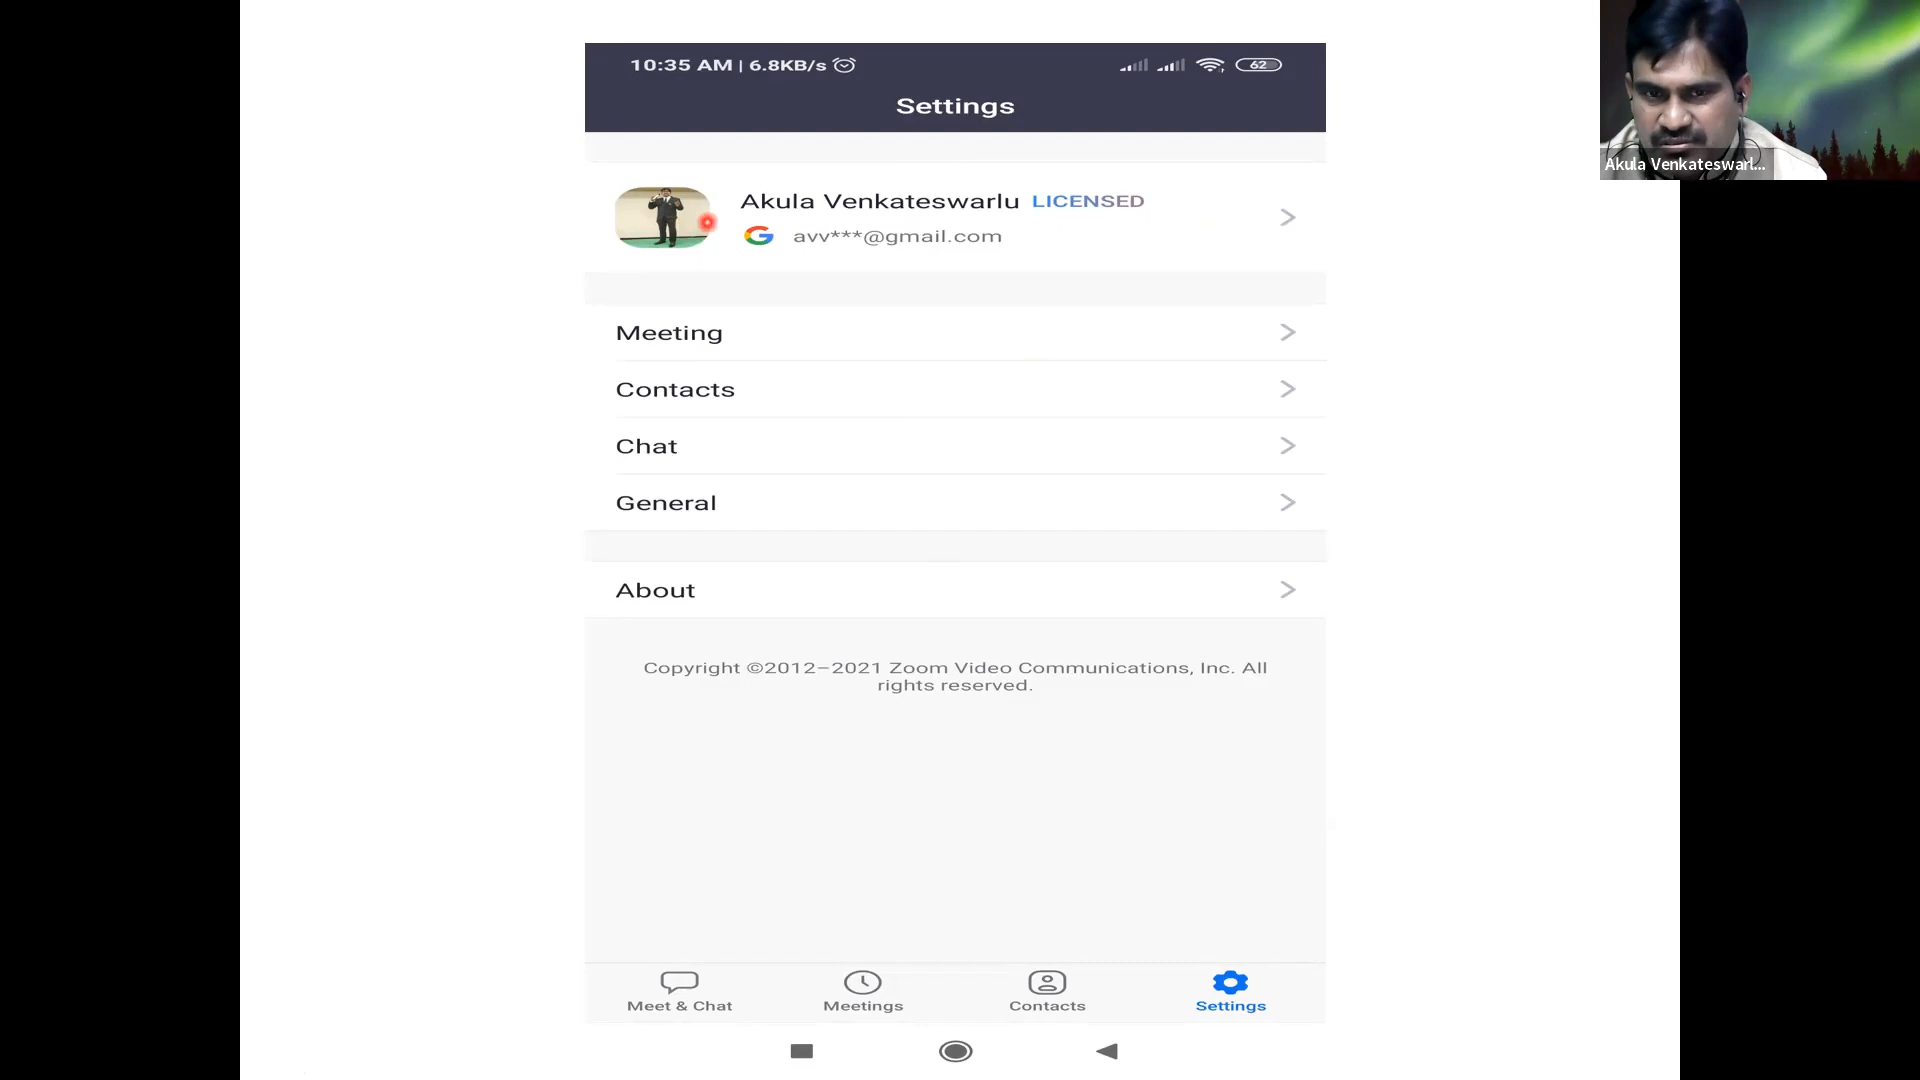 10:35 AM | 6.8KB/s
62
Settings
Akula Venkateswarlu LICENSED
avv***@gmail.com
Meeting
Contacts
Chat
General
About
Copyright ©2012–2021 Zoom Video Communications, Inc. All
rights reserved.
Meet & Chat
Meetings
Contacts
Settings
Akula Venkateswarl...